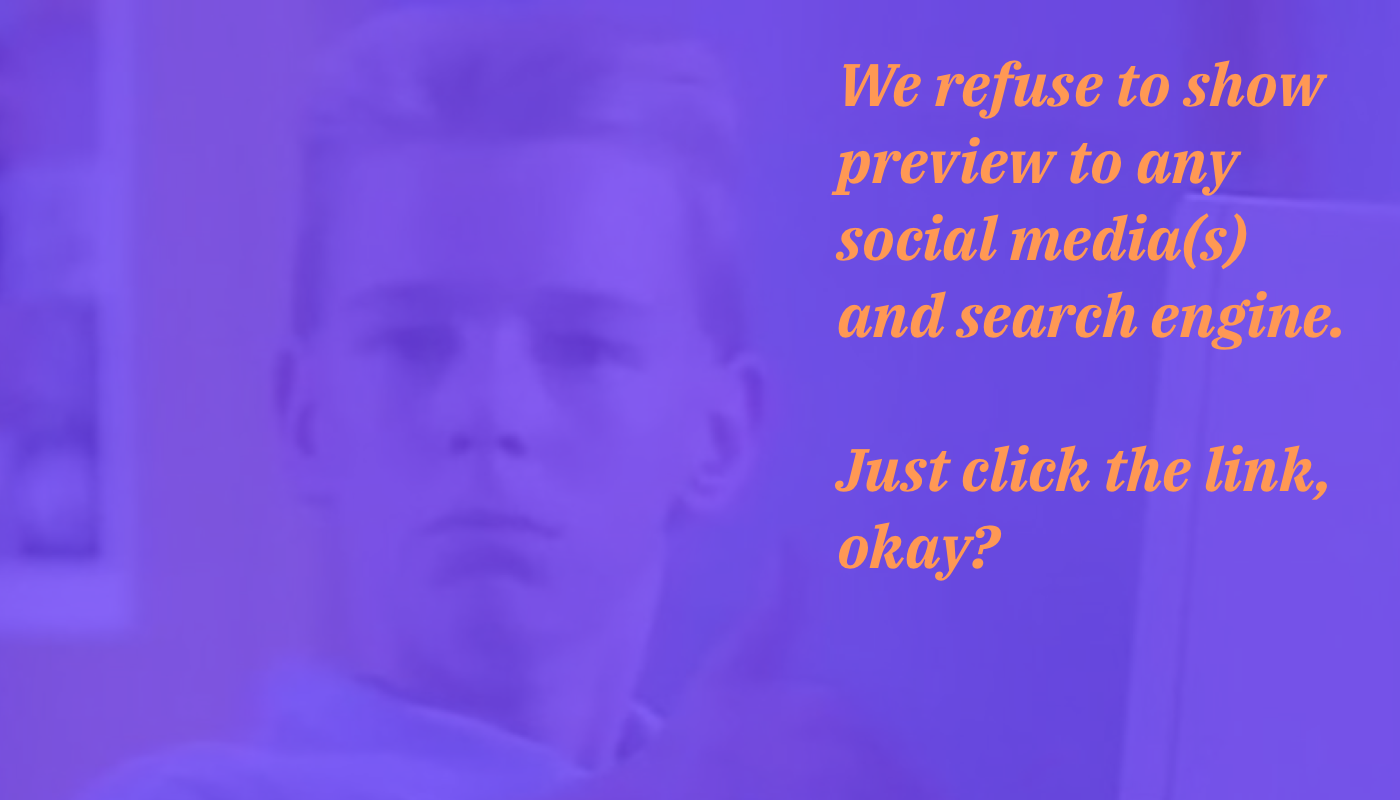 We refuse to show
preview to any
social media(s)
and search engine.
Just click the link,
okay?